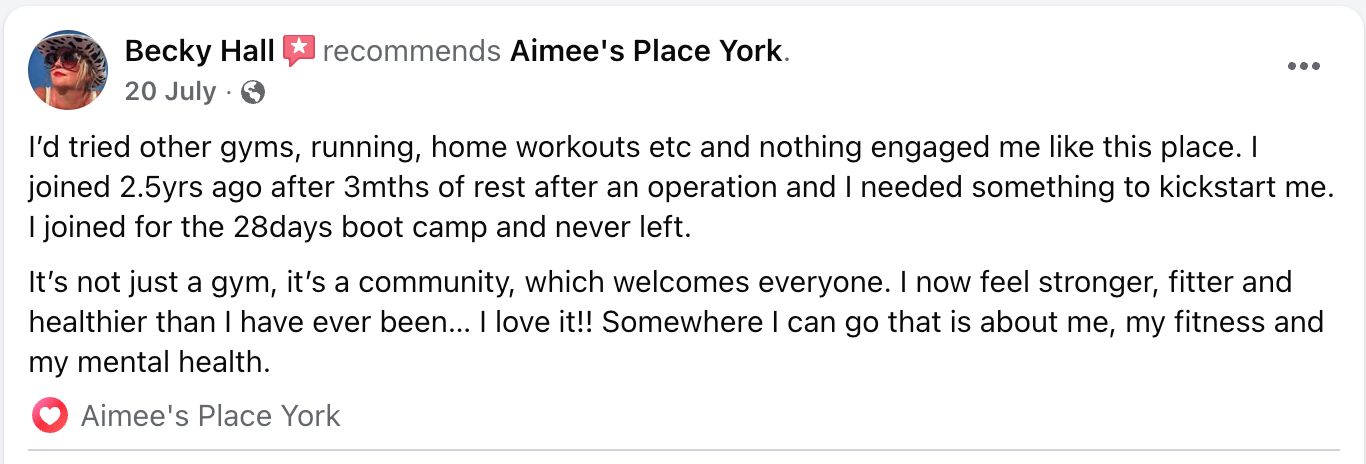 Becky Hall recommends Aimee's Place York.
20 July ·
I’d tried other gyms, running, home workouts etc and nothing engaged me like this place. I
joined 2.5yrs ago after 3mths of rest after an operation and I needed something to kickstart me.
I joined for the 28days boot camp and never left.
It’s not just a gym, it’s a community, which welcomes everyone. I now feel stronger, fitter and
healthier than I have ever been... I love it!! Somewhere I can go that is about me, my fitness and
my mental health.
Aimee's Place York